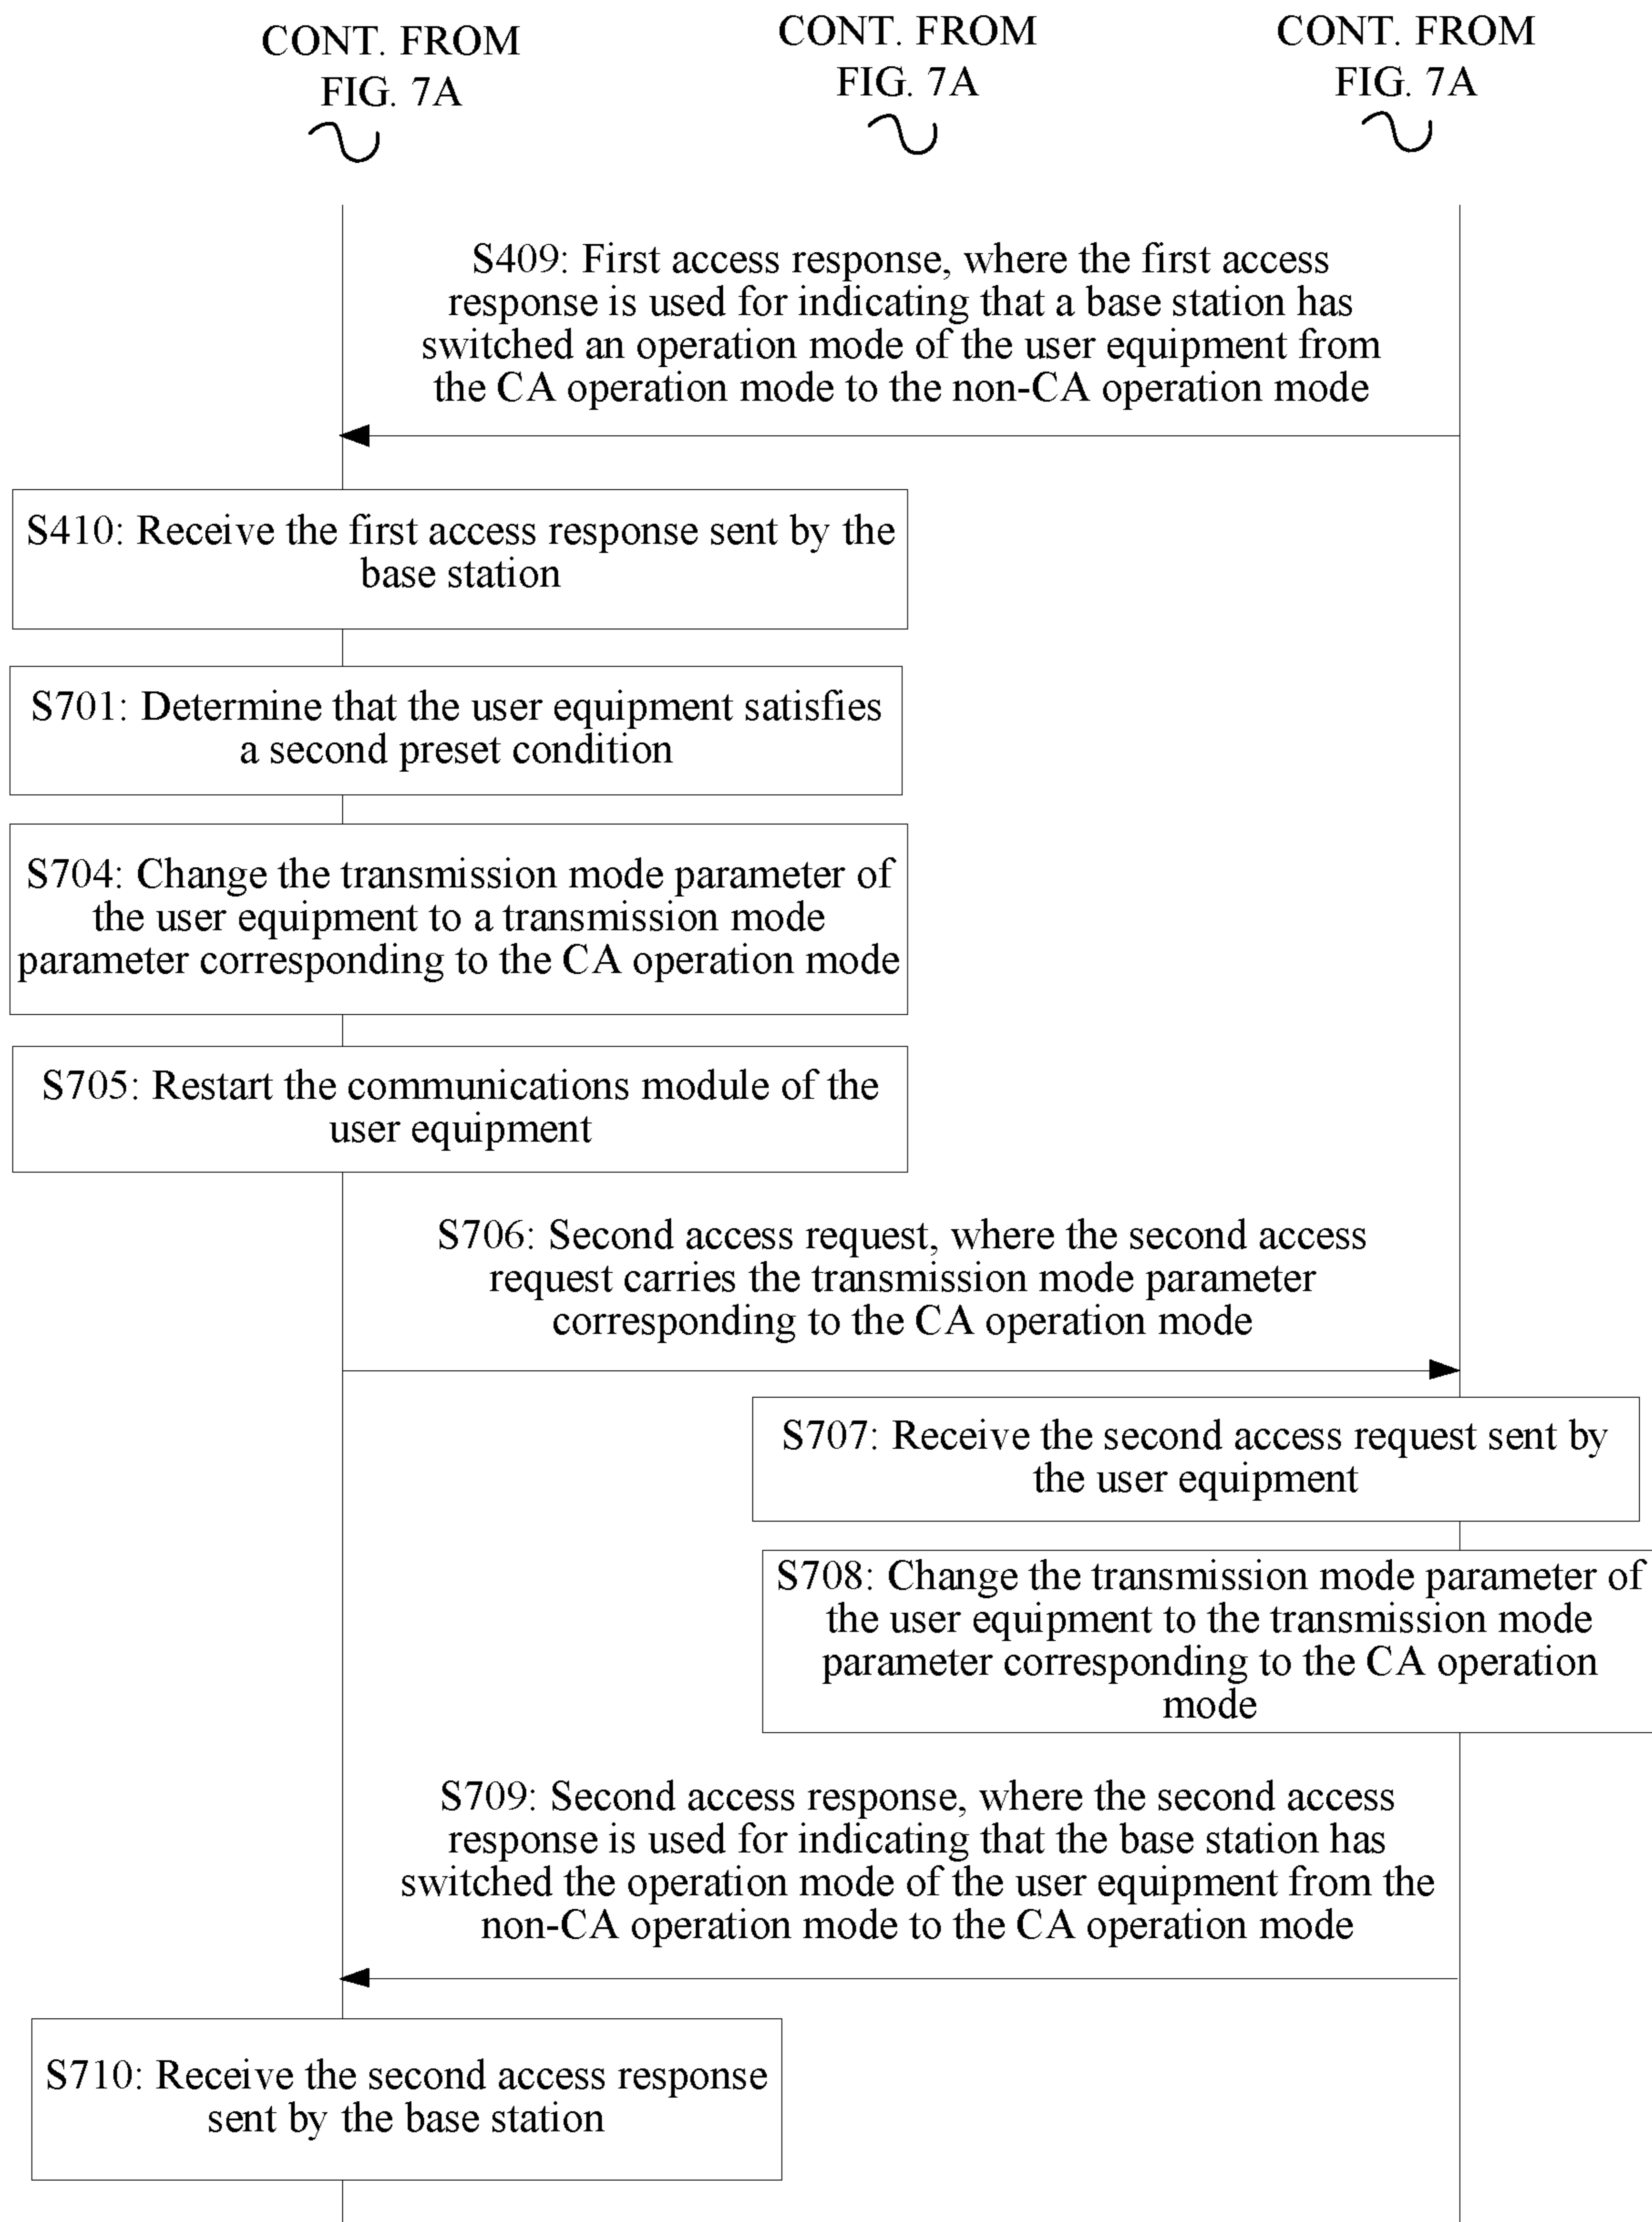 CONT. FROM
FIG. 7A
CONT. FROM
FIG. 7A
CONT. FROM
FIG. 7A
S409: First access response, where the first access
response is used for indicating that a base station has
switched an operation mode of the user equipment from
the CA operation mode to the non-CA operation mode
S410: Receive the first access response sent by the
base station
S701: Determine that the user equipment satisfies
a second preset condition
S704: Change the transmission mode parameter of
the user equipment to a transmission mode
parameter corresponding to the CA operation mode
S705: Restart the communications module of the
user equipment
S706: Second access request, where the second access
request carries the transmission mode parameter
corresponding to the CA operation mode
S707: Receive the second access request sent by
the user equipment
S708: Change the transmission mode parameter of
the user equipment to the transmission mode
parameter corresponding to the CA operation
mode
S709: Second access response, where the second access
response is used for indicating that the base station has
switched the operation mode of the user equipment from the
non-CA operation mode to the CA operation mode
S710: Receive the second access response
sent by the base station